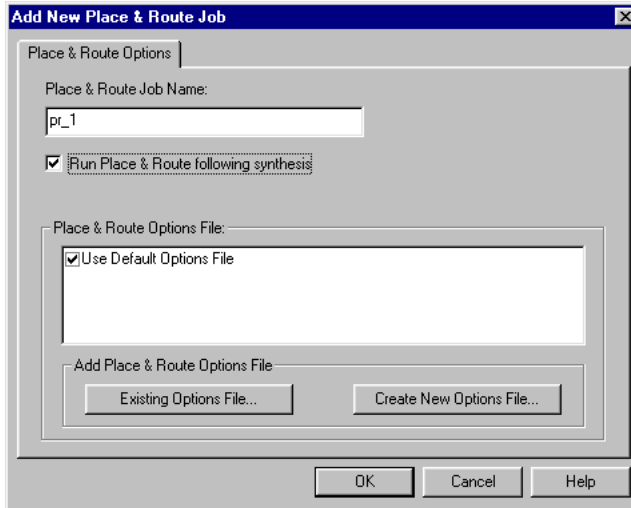 Add New Place & Route Job
Place & Route Options
Place & Route Job Name:
pr_1
Run Place & Route following synthesis
Place & Route Options File:
Use Default Options File
Add Place & Route Options File
Existing Options File... Create New Options File...
OK Cancel Help